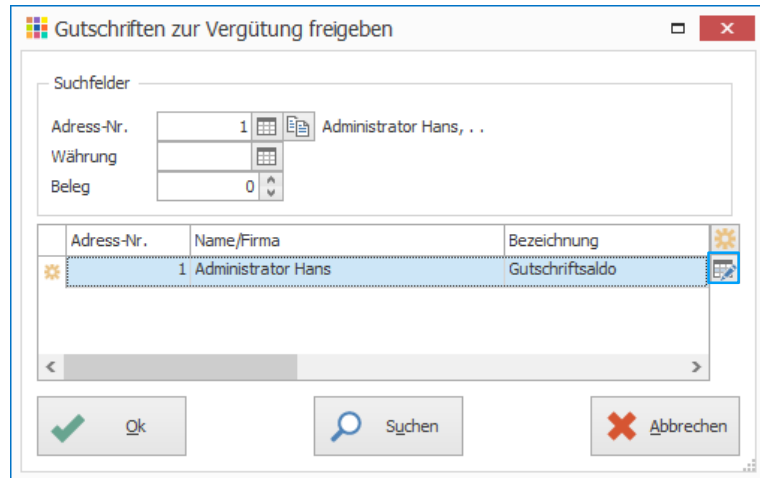 Gutschriften zur Vergütung freigeben
Suchfelder
Adress-Nr. 1 Administrator Hans, . .
Währung
Beleg 0
Adress-Nr. Name/Firma Bezeichnung
1 Administrator Hans Gutschriftsaldo
Ok Suchen Abbrechen